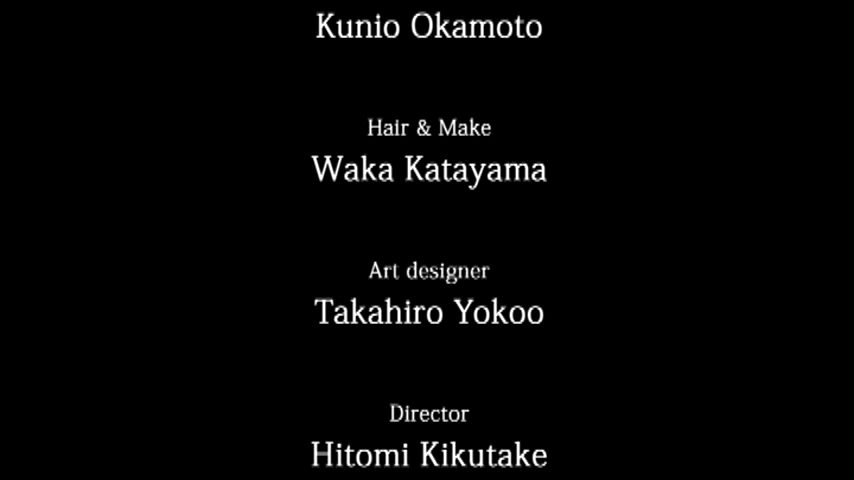 Kunio Okamoto
Hair & Make
Waka Katayama
Art designer
Takahiro Yokoo
Director
Hitomi Kikutake